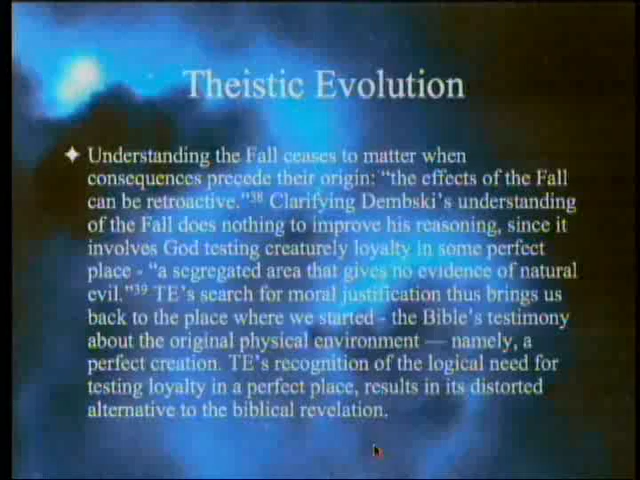 Theistic Evolution
Understanding the Fall ceases to matter when
consequences precede their origin: “the effects of the Fall
can be retroactive.”38 Clarifying Dembski’s understanding
of the Fall does nothing to improve his reasoning, since it
involves God testing creaturely loyalty in some perfect
place - “a segregated area that gives no evidence of natural
evil.”39 TE’s search for moral justification thus brings us
back to the place where we started - the Bible’s testimony
about the original physical environment — namely, a
perfect creation. TE’s recognition of the logical need for
testing loyalty in a perfect place, results in its distorted
alternative to the biblical revelation.